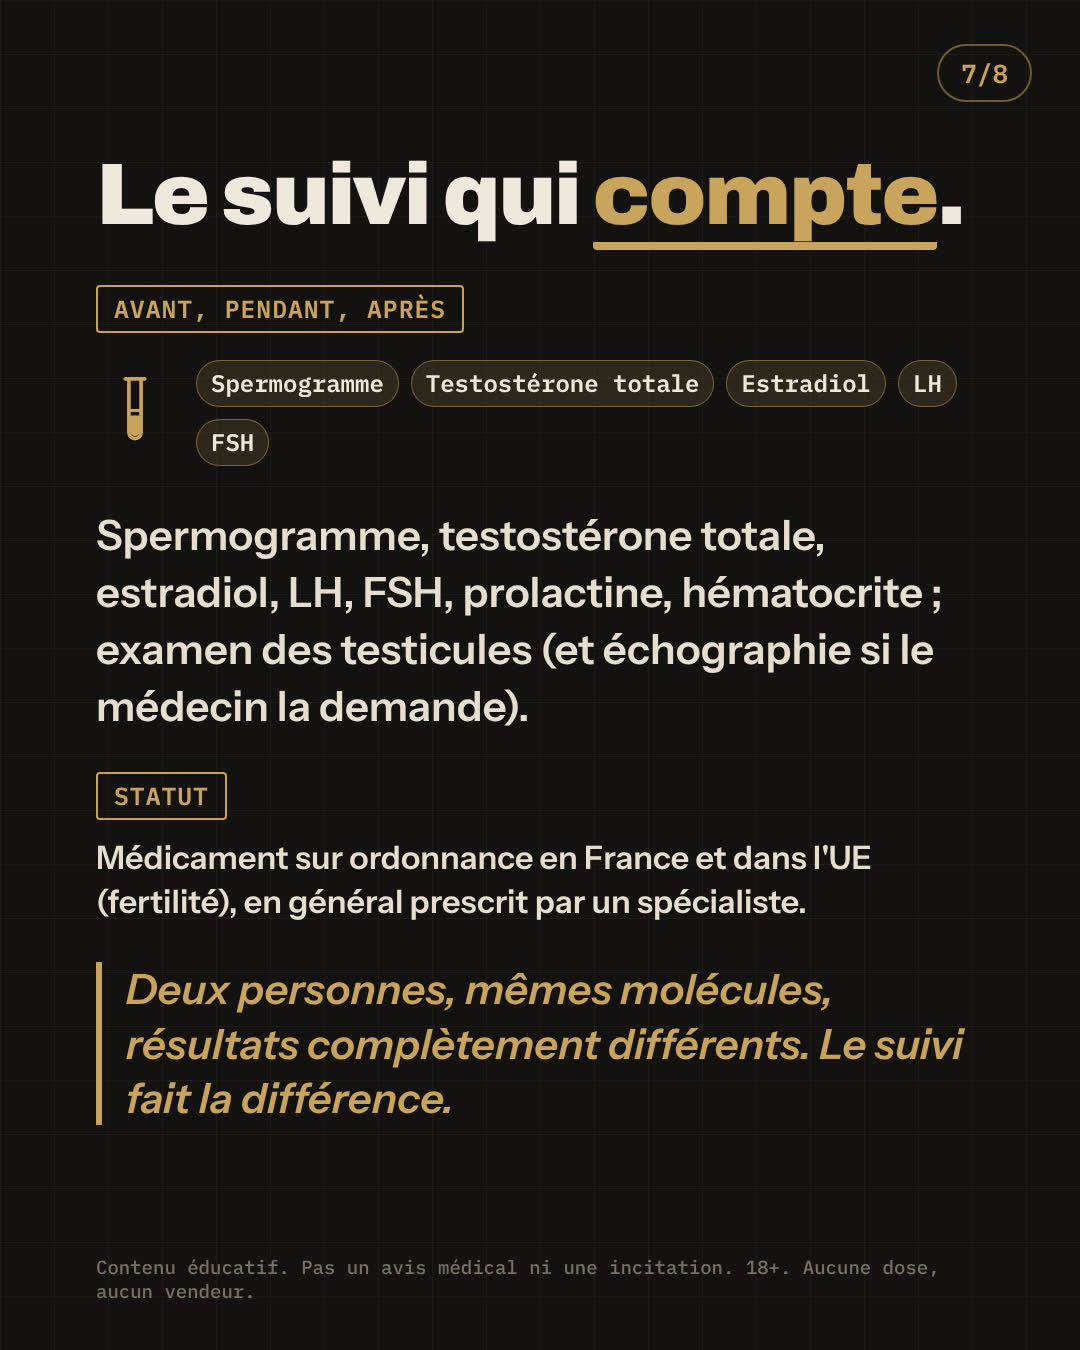 7/8
Le suivi qui compte.
AVANT, PENDANT, APRÈS
Spermogramme Testostérone totale Estradiol LH
FSH
Spermogramme, testostérone totale,
estradiol, LH, FSH, prolactine, hématocrite ;
examen des testicules (et échographie si le
médecin la demande).
STATUT
Médicament sur ordonnance en France et dans l'UE
(fertilité), en général prescrit par un spécialiste.
Deux personnes, mêmes molécules,
résultats complètement différents. Le suivi
fait la différence.
Contenu éducatif. Pas un avis médical ni une incitation. 18+. Aucune dose,
aucun vendeur.